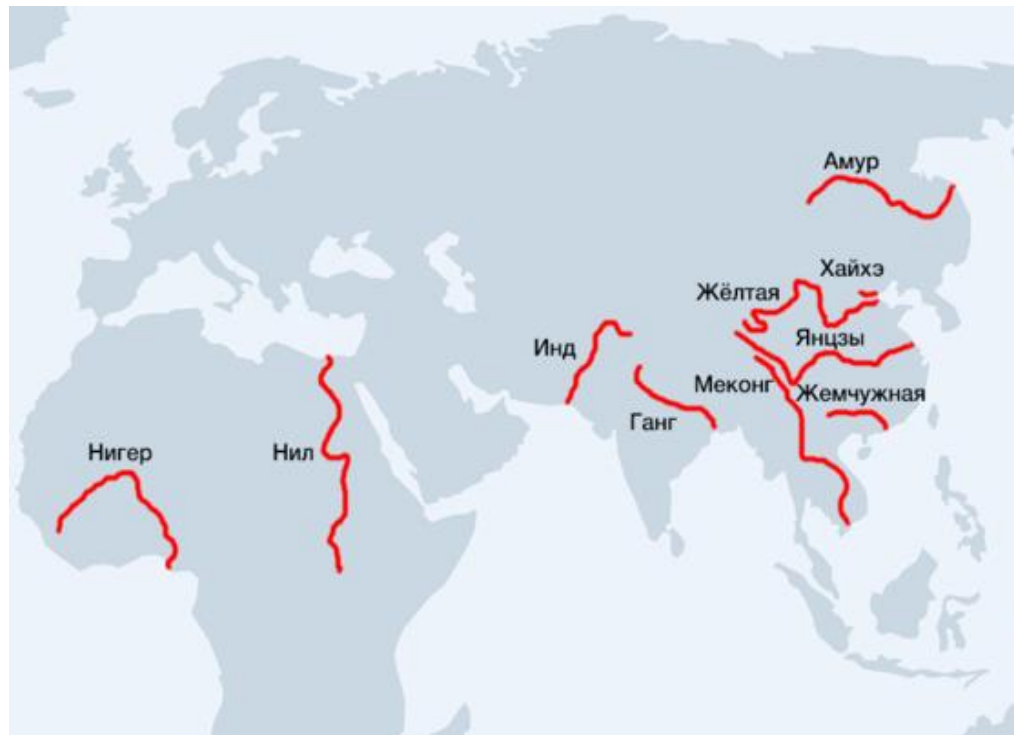 Амур
Хайхэ
Жёлтая
Янцзы
Инд
Меконг
Жемчужная
Ганг
Нигер
Нил